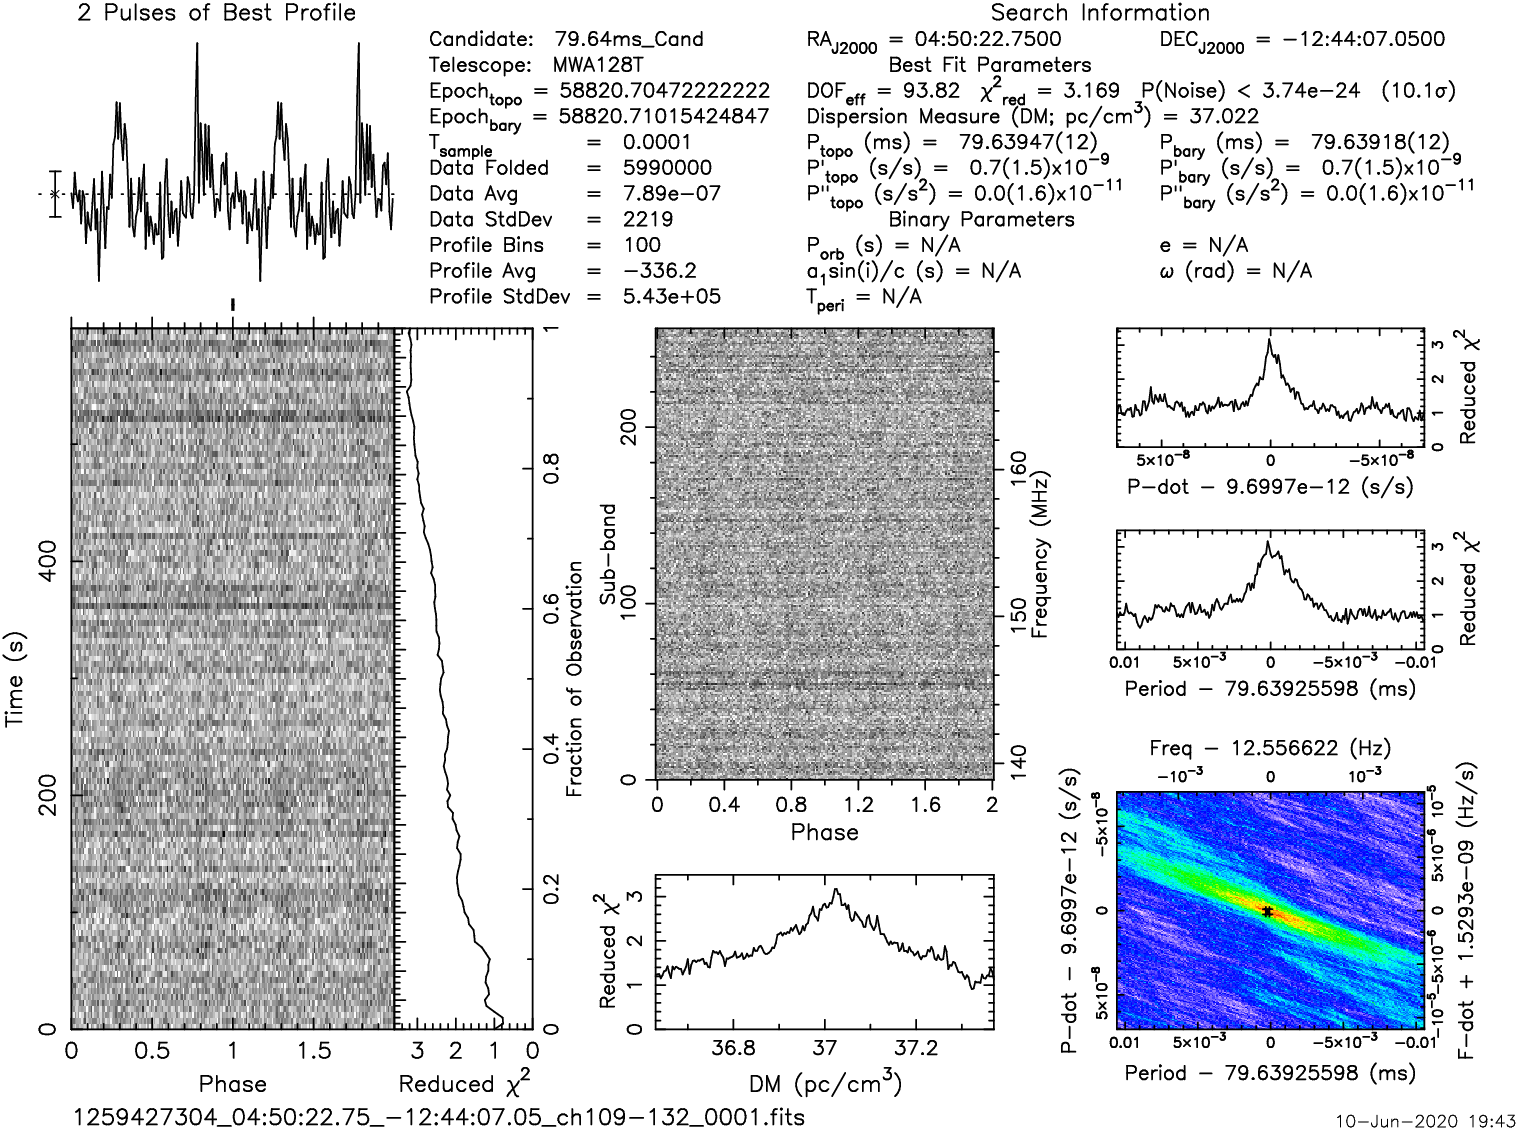 2 Pulses of Best Profile
Search Information
Candidate: 79.64ms_Cand
RA_J2000 = 04:50:22.7500 DEC_J2000 = −12:44:07.0500
Telescope: MWA128T
Best Fit Parameters
Epoch_topo = 58820.70472222222
DOF_eff = 93.82 χ²_red = 3.169 P(Noise) < 3.74e−24 (10.1σ)
Epoch_bary = 58820.71015424847
Dispersion Measure (DM; pc/cm³) = 37.022
T_sample = 0.0001
P_topo (ms) = 79.63947(12) P_bary (ms) = 79.63918(12)
Data Folded = 5990000
P'_topo (s/s) = 0.7(1.5)x10⁻⁹ P'_bary (s/s) = 0.7(1.5)x10⁻⁹
Data Avg = 7.89e−07
P''_topo (s/s²) = 0.0(1.6)x10⁻¹¹ P''_bary (s/s²) = 0.0(1.6)x10⁻¹¹
Data StdDev = 2219
Binary Parameters
Profile Bins = 100
P_orb (s) = N/A e = N/A
Profile Avg = −336.2
a₁sin(i)/c (s) = N/A ω (rad) = N/A
Profile StdDev = 5.43e+05
T_peri = N/A
0 200 400
Time (s)
0 0.5 1 1.5
Phase
3 2 1 0
Reduced χ²
0 0.2 0.4 0.6 0.8 1
Fraction of Observation
0 100 200
Sub−band
140 150 160
Frequency (MHz)
0 0.4 0.8 1.2 1.6 2
Phase
0 1 2 3
Reduced χ²
36.8 37 37.2
DM (pc/cm³)
0 1 2 3
Reduced χ²
5×10⁻⁸ 0 −5×10⁻⁸
P−dot − 9.6997e−12 (s/s)
0 1 2 3
Reduced χ²
0.01 5×10⁻³ 0 −5×10⁻³ −0.01
Period − 79.63925598 (ms)
Freq − 12.556622 (Hz)
−10⁻³ 0 10⁻³
5×10⁻⁸ 0 −5×10⁻⁸
P−dot − 9.6997e−12 (s/s)
−10⁻⁵ −5×10⁻⁶ 0 5×10⁻⁶ 10⁻⁵
F−dot + 1.5293e−09 (Hz/s)
0.01 5×10⁻³ 0 −5×10⁻³ −0.01
Period − 79.63925598 (ms)
1259427304_04:50:22.75_−12:44:07.05_ch109−132_0001.fits
10−Jun−2020 19:43